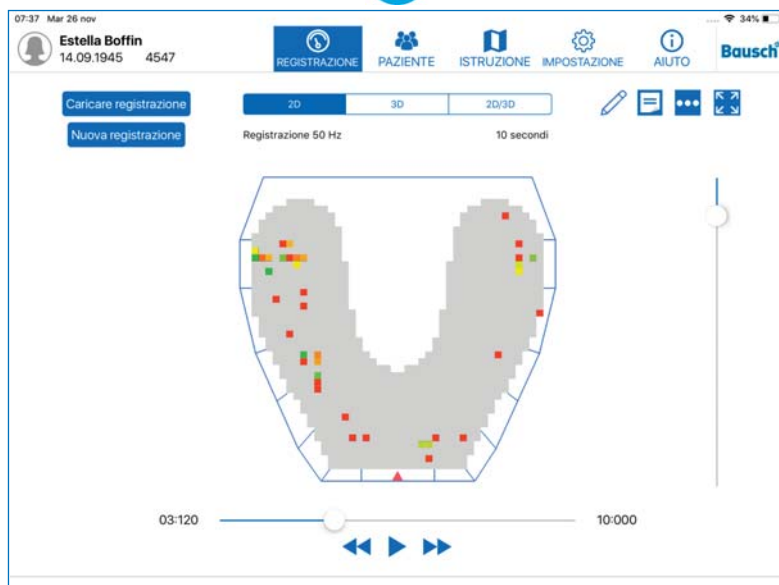 07:37 Mar 26 nov
34%
Estella Boffin
14.09.1945 4547
REGISTRAZIONE
PAZIENTE
ISTRUZIONE
IMPOSTAZIONE
AIUTO
Bausch
Caricare registrazione
2D
3D
2D/3D
Nuova registrazione
Registrazione 50 Hz
10 secondi
03:120
10:000